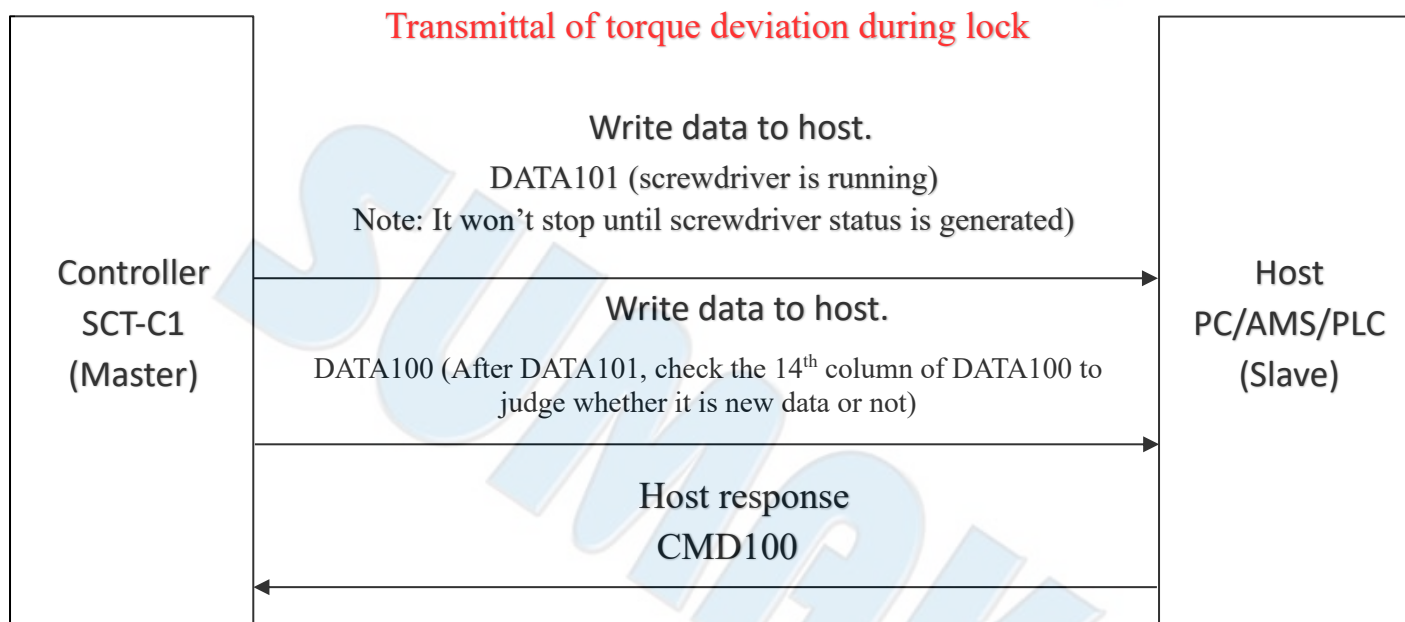 Transmittal of torque deviation during lock
Write data to host.
DATA101 (screwdriver is running)
Note: It won’t stop until screwdriver status is generated)
Controller
SCT-C1
(Master)
Host
PC/AMS/PLC
(Slave)
Write data to host.
DATA100 (After DATA101, check the 14th column of DATA100 to
judge whether it is new data or not)
Host response
CMD100
SUMAK